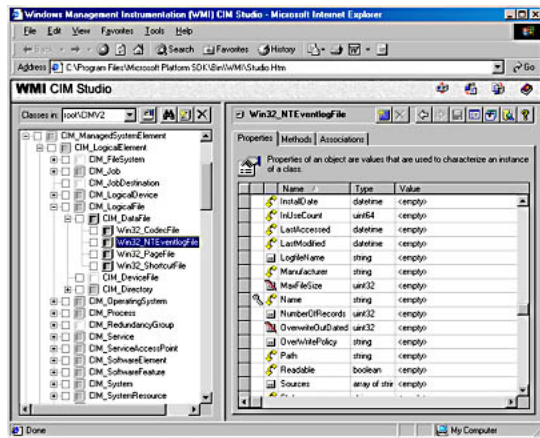 Windows Management Instrumentation (WMI) CIM Studio - Microsoft Internet Explorer
File Edit View Favorites Tools Help
Search Favorites History
Address C:\Program Files\Microsoft Platform SDK\Bin\WMI\Studio Htm Go
WMI CIM Studio
Classes in: root\CIMV2
CIM_ManagedSystemElement
CIM_LogicalElement
CIM_FileSystem
CIM_Job
CIM_JobDestination
CIM_LogicalDevice
CIM_LogicalFile
CIM_DataFile
Win32_CodecFile
Win32_NTEventlogFile
Win32_PageFile
Win32_ShortcutFile
CIM_DeviceFile
CIM_Directory
CIM_OperatingSystem
CIM_Process
CIM_RedundancyGroup
CIM_Service
CIM_ServiceAccessPoint
CIM_SoftwareElement
CIM_SoftwareFeature
CIM_System
CIM_SystemResource
Win32_NTEventlogFile
Properties Methods Associations
Properties of an object are values that are used to characterize an instance
of a class.
Name Type Value
InstallDate datetime <empty>
InUseCount uint64 <empty>
LastAccessed datetime <empty>
LastModified datetime <empty>
LogfileName string <empty>
Manufacturer string <empty>
MaxFileSize uint32 <empty>
Name string <empty>
NumberOfRecords uint32 <empty>
OverwriteOutDated uint32 <empty>
OverWritePolicy string <empty>
Path string <empty>
Readable boolean <empty>
Sources array of strin <empty>
Done My Computer